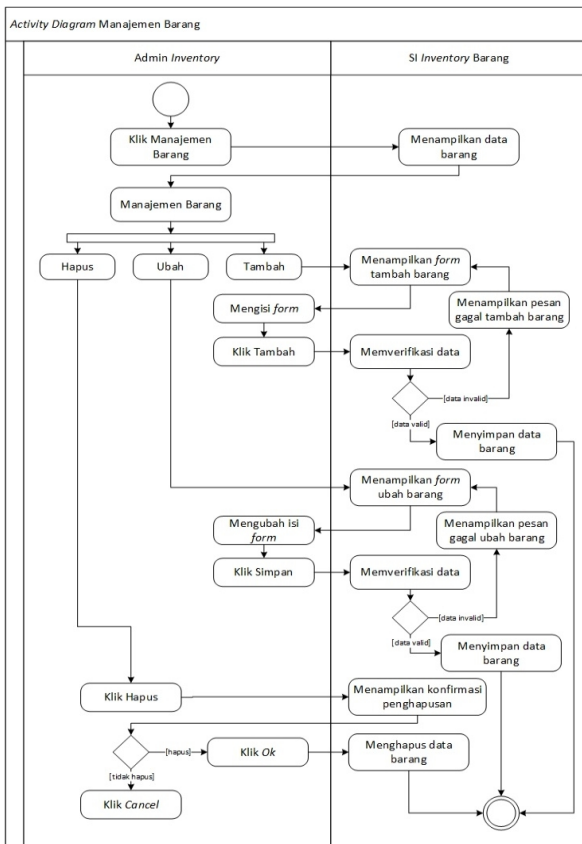 Activity Diagram Manajemen Barang
Admin Inventory
SI Inventory Barang
Klik Manajemen
Barang
Menampilkan data
barang
Manajemen Barang
Hapus
Ubah
Tambah
Menampilkan form
tambah barang
Menampilkan pesan
gagal tambah barang
Mengisi form
Klik Tambah
Memverifikasi data
[data invalid]
[data valid]
Menyimpan data
barang
Menampilkan form
ubah barang
Menampilkan pesan
gagal ubah barang
Mengubah isi
form
Klik Simpan
Memverifikasi data
[data invalid]
[data valid]
Menyimpan data
barang
Klik Hapus
Menampilkan konfirmasi
penghapusan
[hapus]
Klik Ok
Menghapus data
barang
[tidak hapus]
Klik Cancel